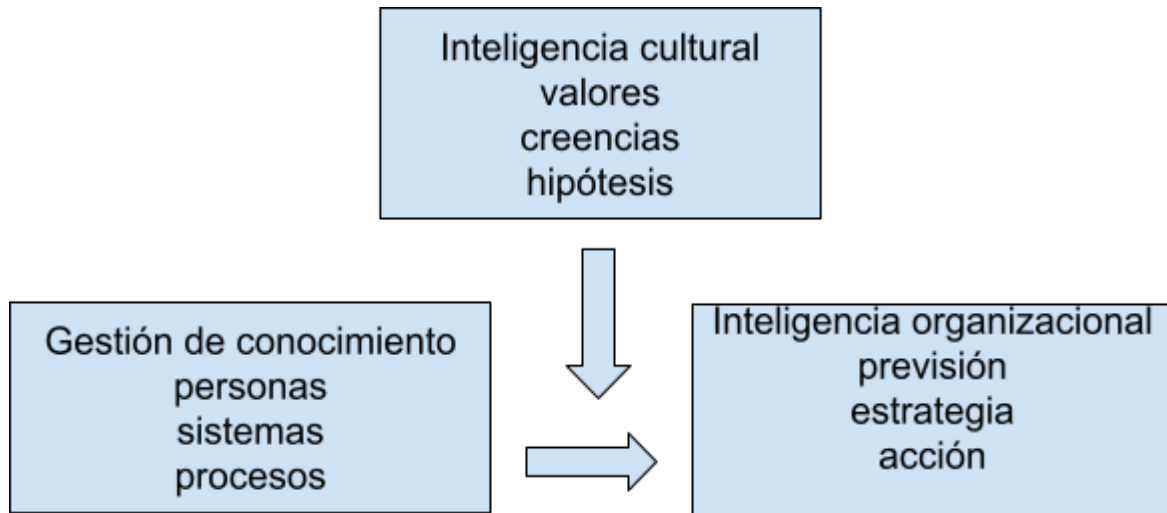 Inteligencia cultural
valores
creencias
hipótesis
Gestión de conocimiento
personas
sistemas
procesos
Inteligencia organizacional
previsión
estrategia
acción